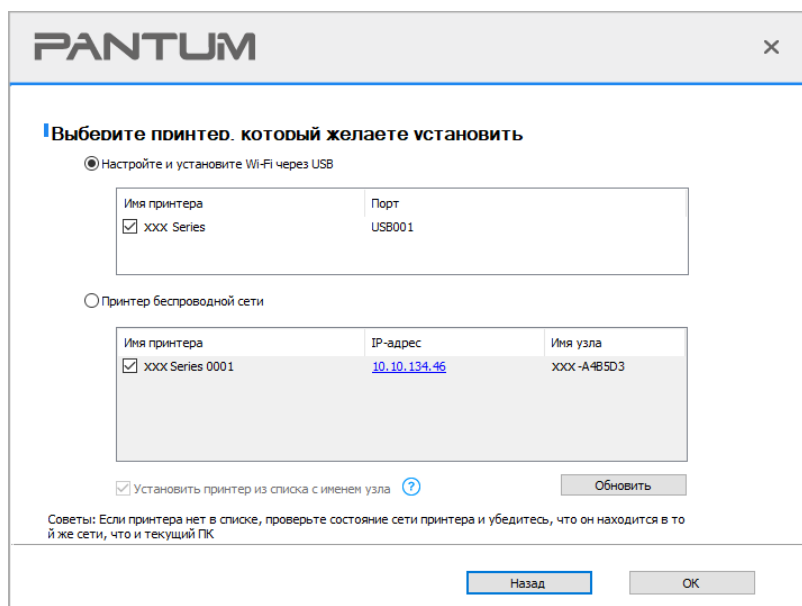 PANTUM
Выберите принтер, который желаете установить
Настройте и установите Wi-Fi через USB
Имя принтера Порт
XXX Series USB001
Принтер беспроводной сети
Имя принтера IP-адрес Имя узла
XXX Series 0001 10.10.134.46 XXX-A4B5D3
Установить принтер из списка с именем узла ?
Обновить
Советы: Если принтера нет в списке, проверьте состояние сети принтера и убедитесь, что он находится в то
й же сети, что и текущий ПК
Назад OK